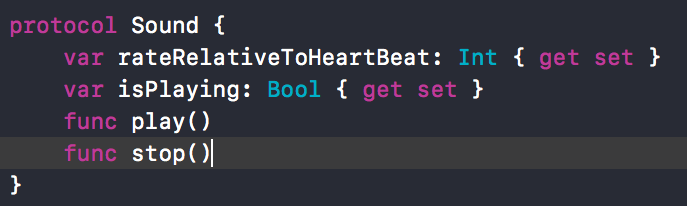 protocol Sound {
    var rateRelativeToHeartBeat: Int { get set }
    var isPlaying: Bool { get set }
    func play()
    func stop()
}